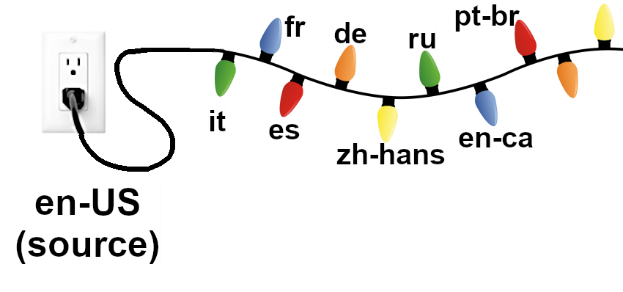 fr
de
ru
pt-br
it
es
zh-hans
en-ca
en-US
(source)